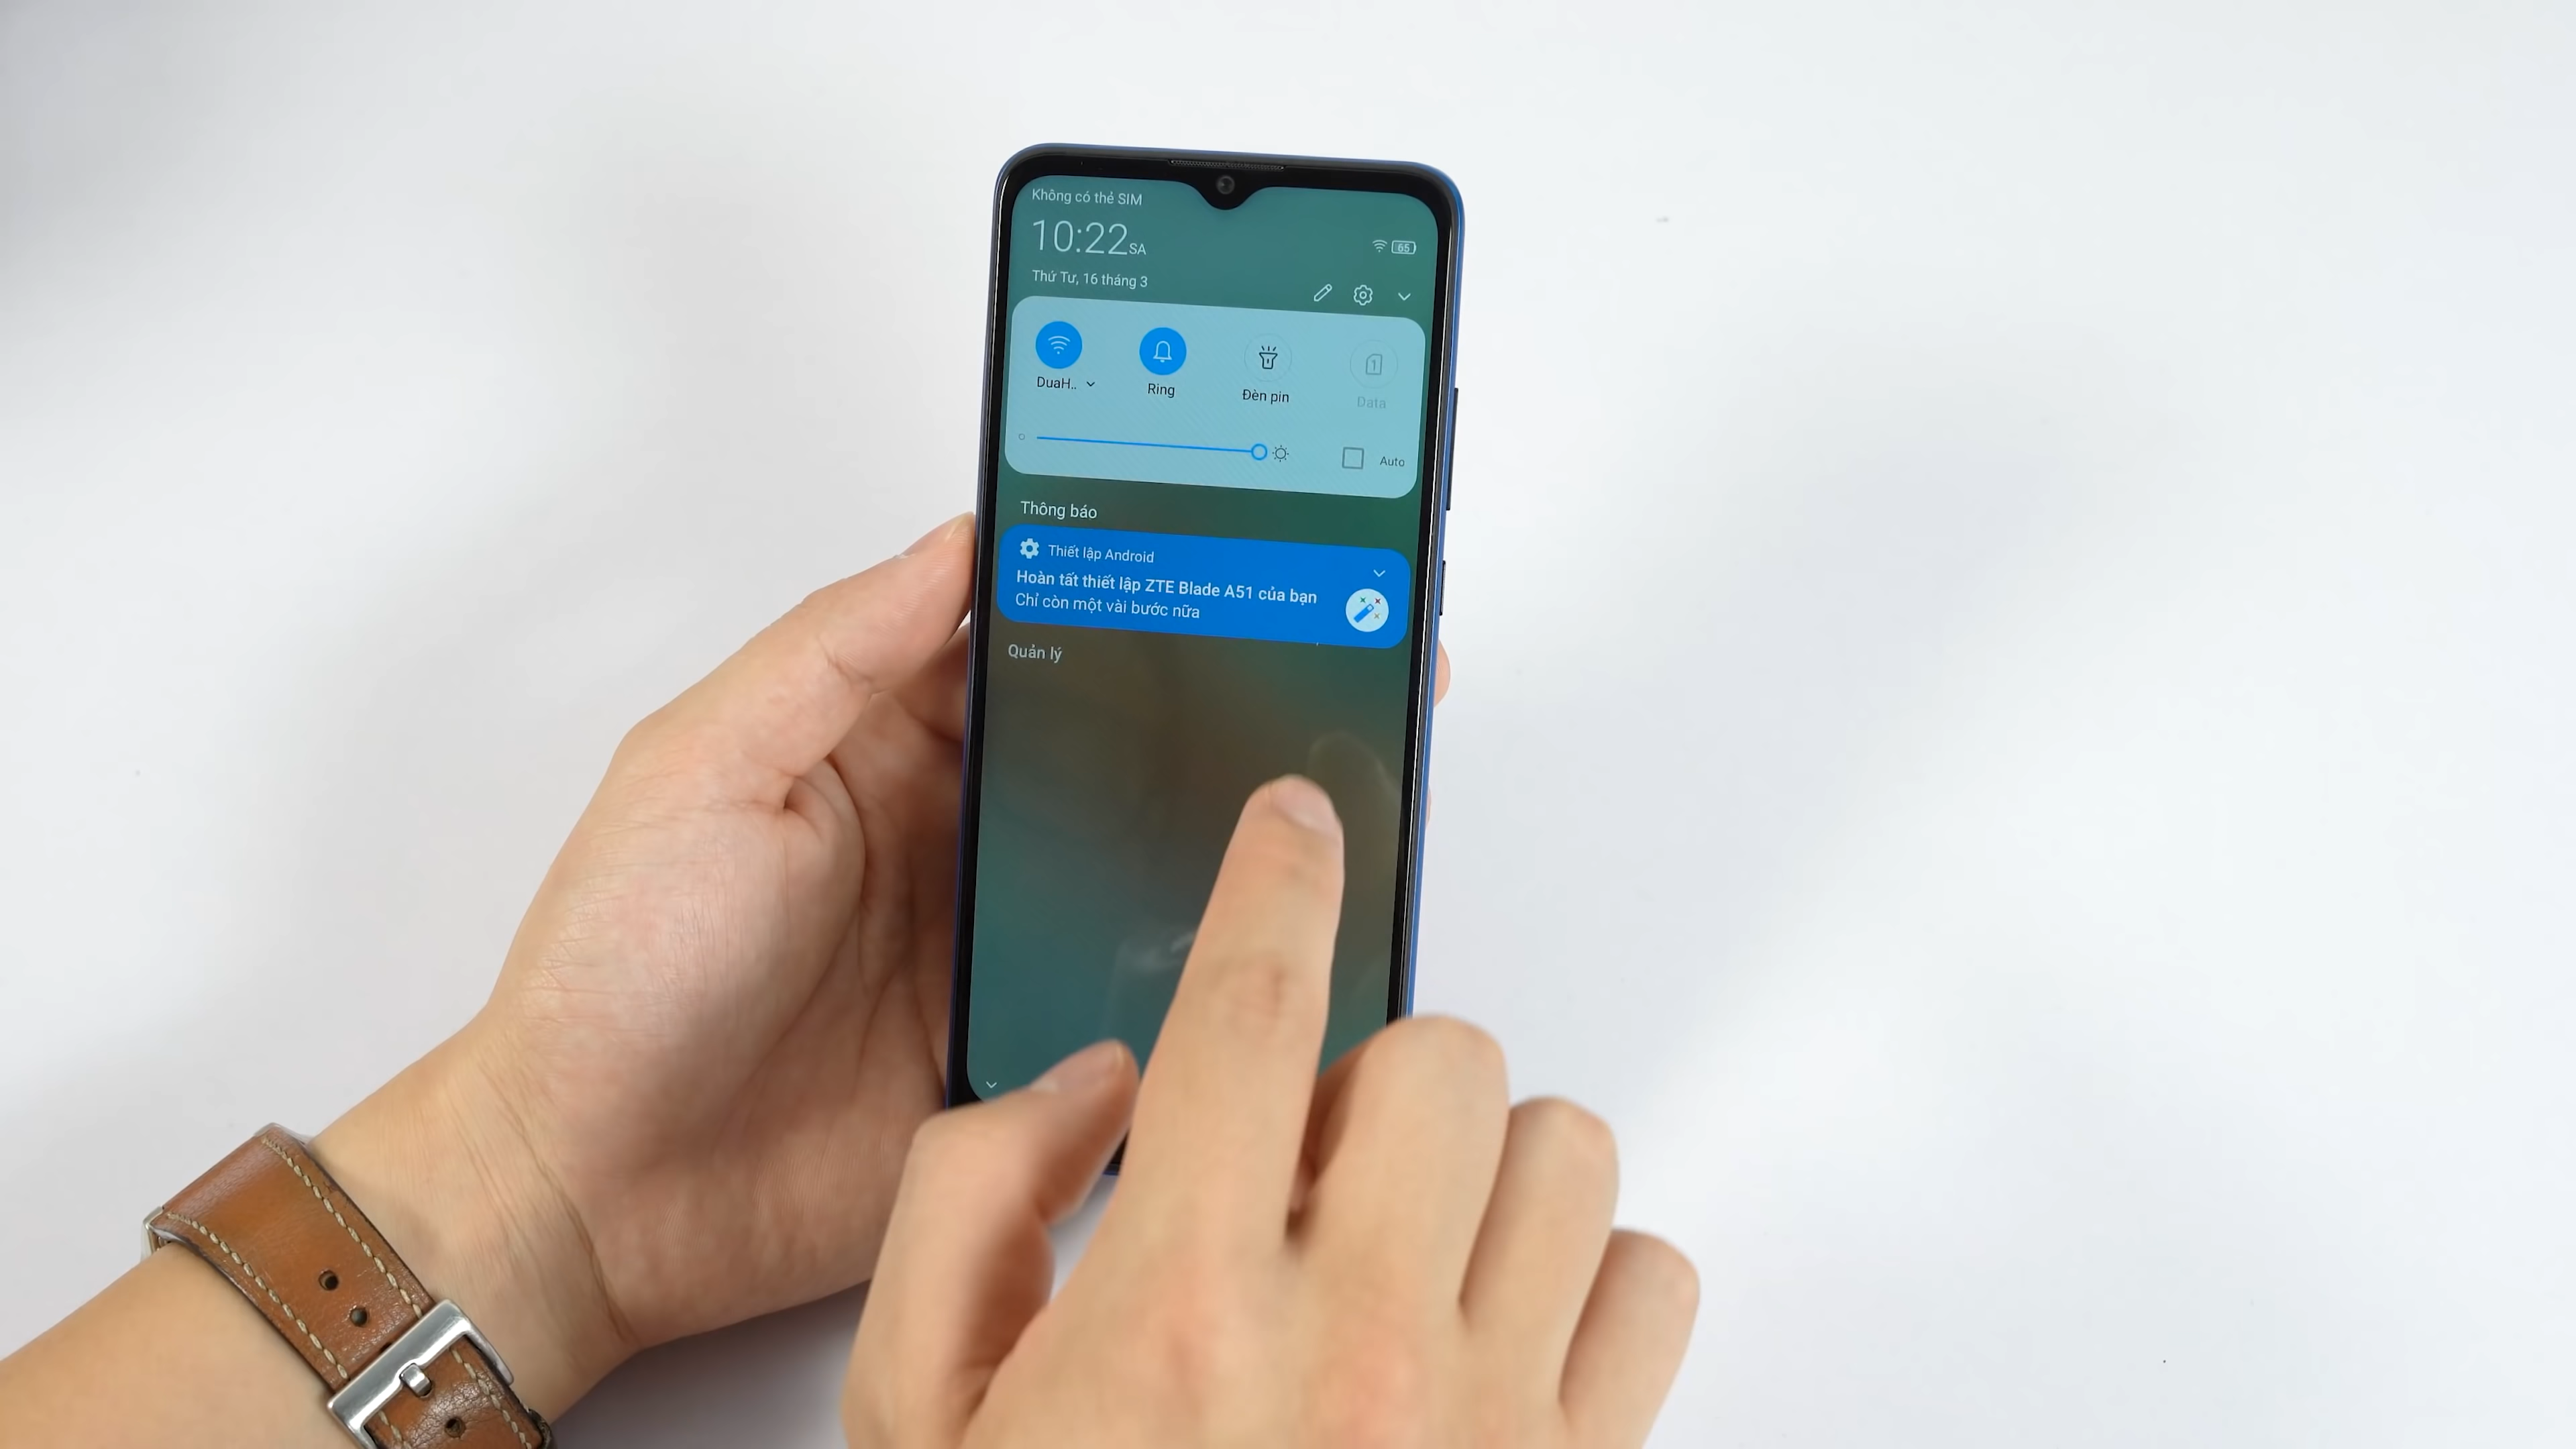 Không có thẻ SIM
10:22SA
65
Thứ Tư, 16 tháng 3
DuaH..
Ring
Đèn pin
1
Data
Auto
Thông báo
Thiết lập Android
Hoàn tất thiết lập ZTE Blade A51 của bạn
Chỉ còn một vài bước nữa
Quản lý